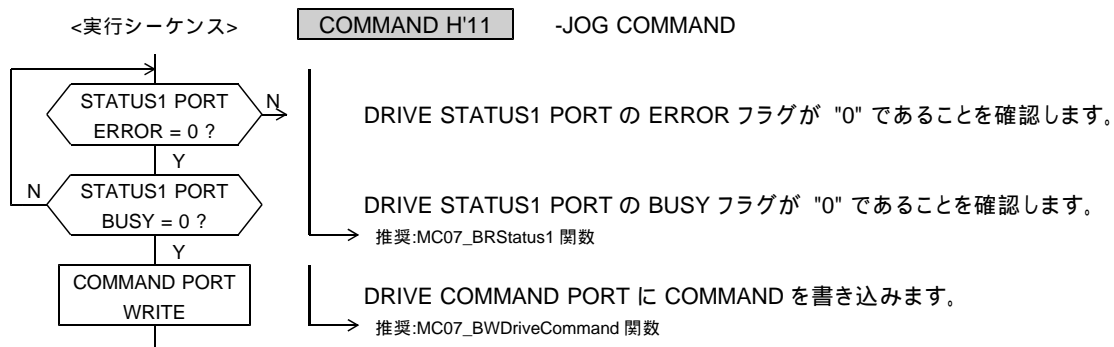 <実行シーケンス> COMMAND H'11 -JOG COMMAND
STATUS1 PORT
ERROR = 0 ?
N
DRIVE STATUS1 PORT の ERROR フラグが "0" であることを確認します。
Y
N
STATUS1 PORT
BUSY = 0 ?
DRIVE STATUS1 PORT の BUSY フラグが "0" であることを確認します。
推奨:MC07_BRStatus1 関数
Y
COMMAND PORT
WRITE
DRIVE COMMAND PORT に COMMAND を書き込みます。
推奨:MC07_BWDriveCommand 関数